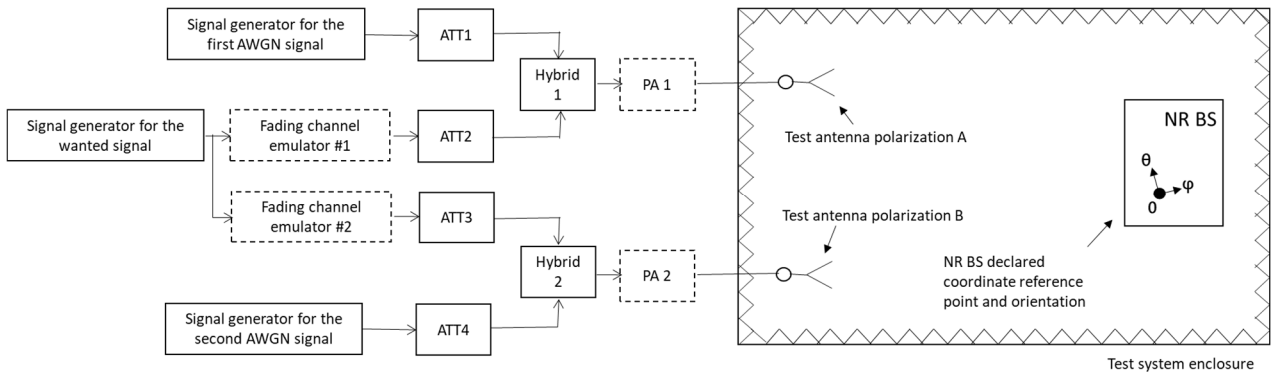 Signal generator for the
first AWGN signal
ATT1
Hybrid
1
PA 1
Signal generator for the
wanted signal
Fading channel
emulator #1
ATT2
Fading channel
emulator #2
ATT3
Hybrid
2
PA 2
Signal generator for the
second AWGN signal
ATT4
Test antenna polarization A
Test antenna polarization B
NR BS
θ
φ
0
NR BS declared
coordinate reference
point and orientation
Test system enclosure